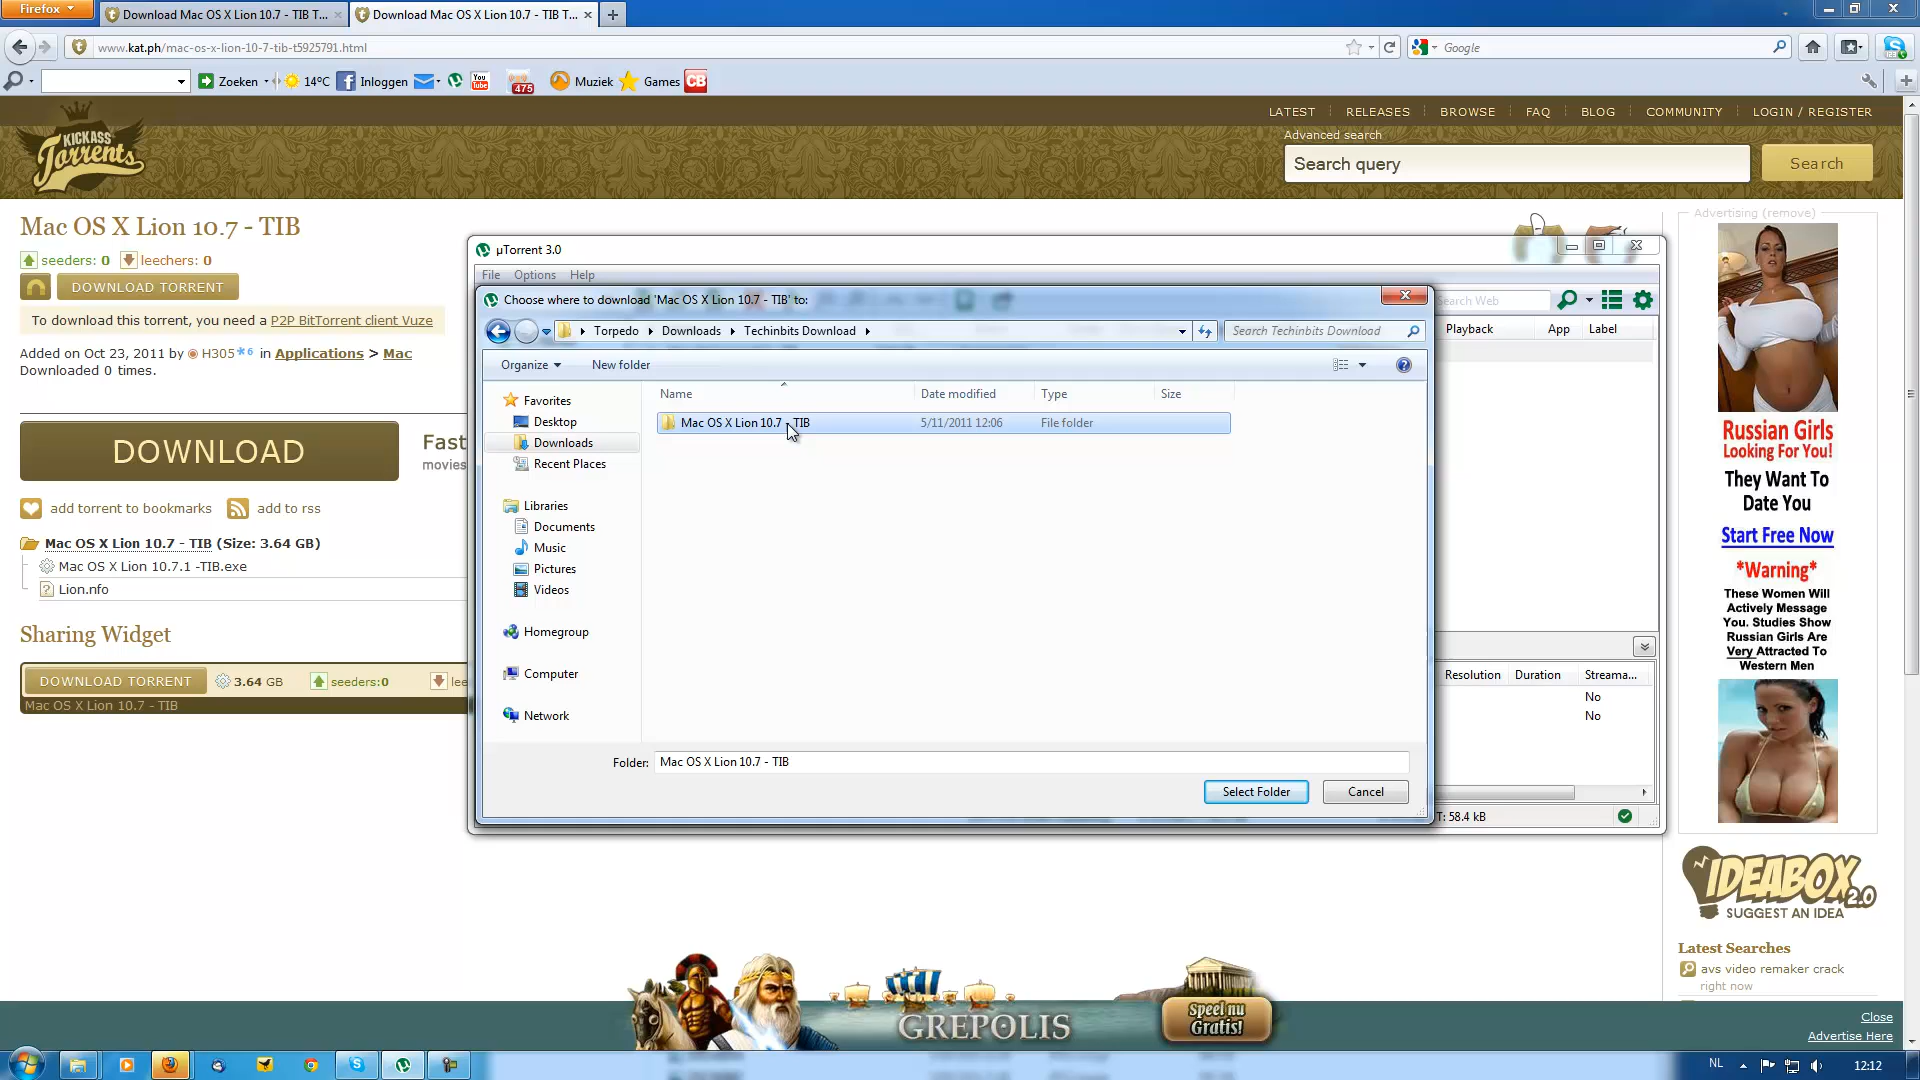 Firefox
Download Mac OS X Lion 10.7 - TIB T...
Download Mac OS X Lion 10.7 - TIB T...
www.kat.ph/mac-os-x-lion-10-7-tib-t5925791.html
Google
Zoeken
14°C
Inloggen
You
Tube
475
Muziek
Games
CB
KICKASS
Torrents
LATEST
RELEASES
BROWSE
FAQ
BLOG
COMMUNITY
LOGIN / REGISTER
Advanced search
Search query
Search
Mac OS X Lion 10.7 - TIB
seeders: 0
leechers: 0
DOWNLOAD TORRENT
To download this torrent, you need a P2P BitTorrent client Vuze
Added on Oct 23, 2011 by H305 6 in Applications > Mac
Downloaded 0 times.
DOWNLOAD
Fast
movies
add torrent to bookmarks
add to rss
Mac OS X Lion 10.7 - TIB (Size: 3.64 GB)
Mac OS X Lion 10.7.1 -TIB.exe
Lion.nfo
Sharing Widget
DOWNLOAD TORRENT
3.64 GB
seeders:0
lee
Mac OS X Lion 10.7 - TIB
µTorrent 3.0
File
Options
Help
Search Web
Playback
App
Label
Resolution
Duration
Streama...
No
No
T: 58.4 kB
Choose where to download 'Mac OS X Lion 10.7 - TIB' to:
Torpedo
Downloads
Techinbits Download
Search Techinbits Download
Organize
New folder
Name
Date modified
Type
Size
Mac OS X Lion 10.7 - TIB
5/11/2011 12:06
File folder
Favorites
Desktop
Downloads
Recent Places
Libraries
Documents
Music
Pictures
Videos
Homegroup
Computer
Network
Folder:
Mac OS X Lion 10.7 - TIB
Select Folder
Cancel
Advertising (remove)
Russian Girls
Looking For You!
They Want To
Date You
Start Free Now
*Warning*
These Women Will
Actively Message
You. Studies Show
Russian Girls Are
Very Attracted To
Western Men
IDEABOX 2.0
SUGGEST AN IDEA
Latest Searches
avs video remaker crack
right now
GREPOLIS
Speel nu
Gratis!
Close
Advertise Here
NL
12:12